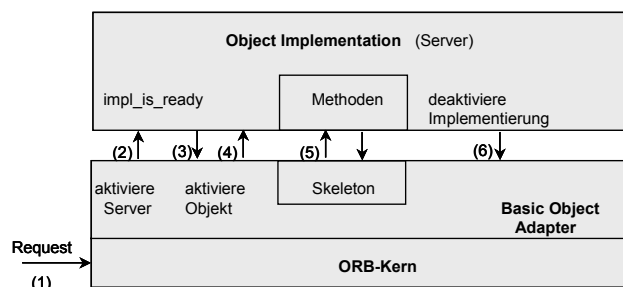 Object Implementation (Server)
impl_is_ready
Methoden
deaktiviere
Implementierung
(2)
(3)
(4)
(5)
(6)
aktiviere
Server
aktiviere
Objekt
Skeleton
Basic Object
Adapter
Request
(1)
ORB-Kern